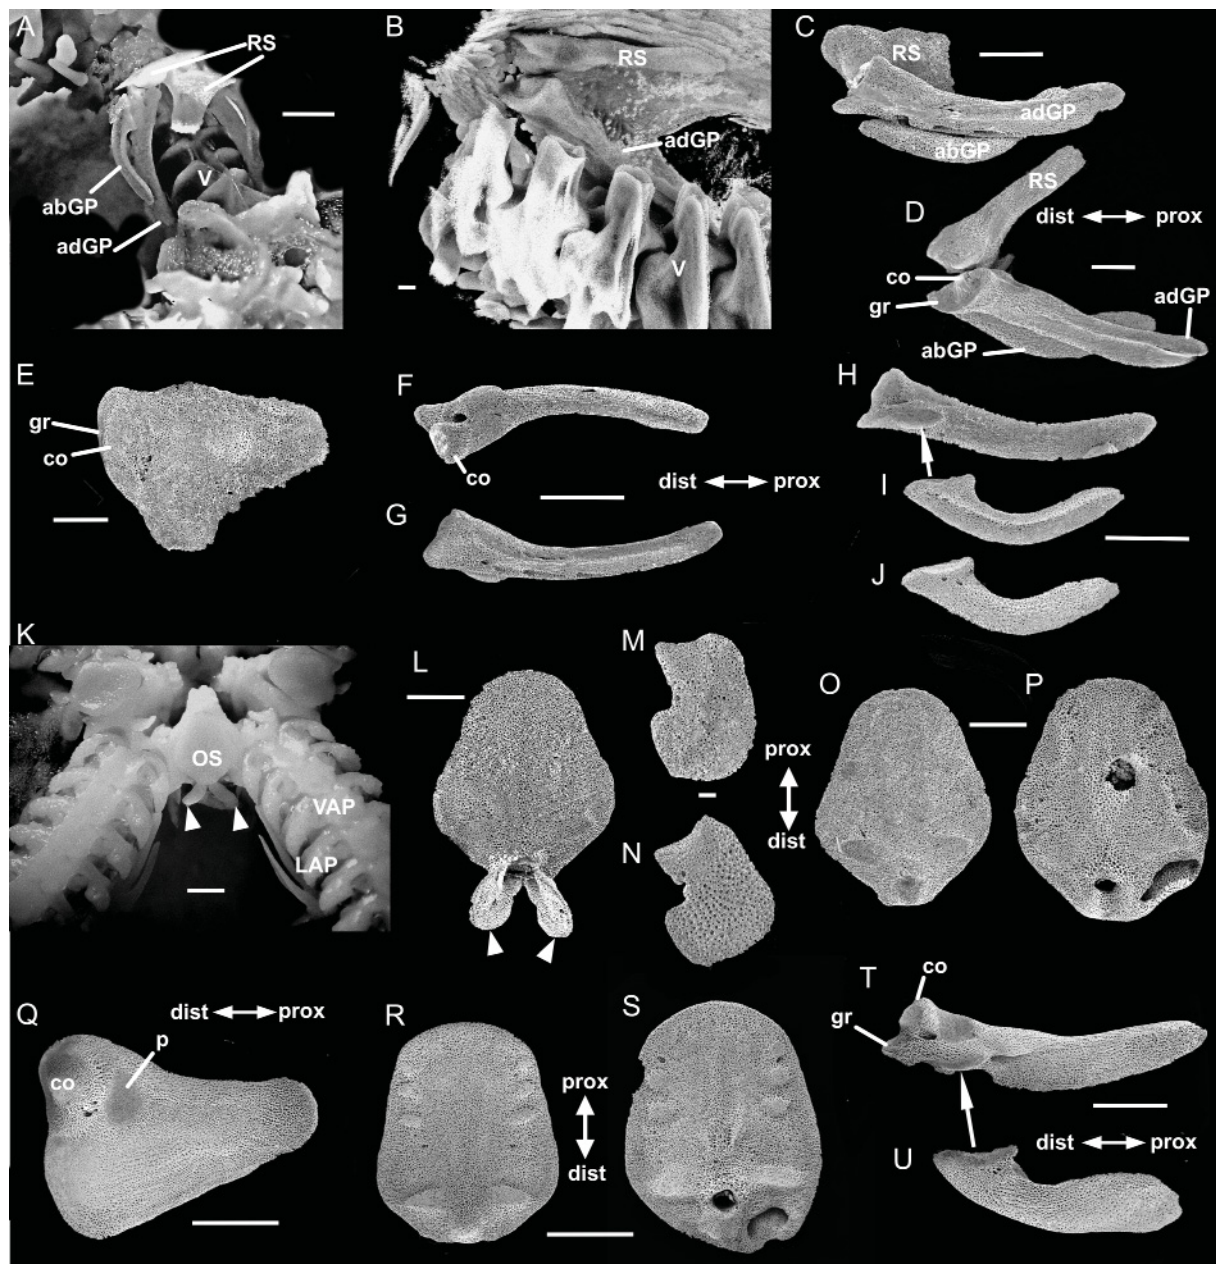 A
RS
abGP
adGP
V
B
RS
adGP
V
C
RS
adGP
abGP
D
RS
dist prox
co
gr
adGP
abGP
E
gr
co
F
co
dist prox
G
H
I
J
K
OS
VAP
LAP
L
M
prox
dist
N
O
P
Q
dist prox
p
co
R
prox
dist
S
T
co
gr
dist prox
U